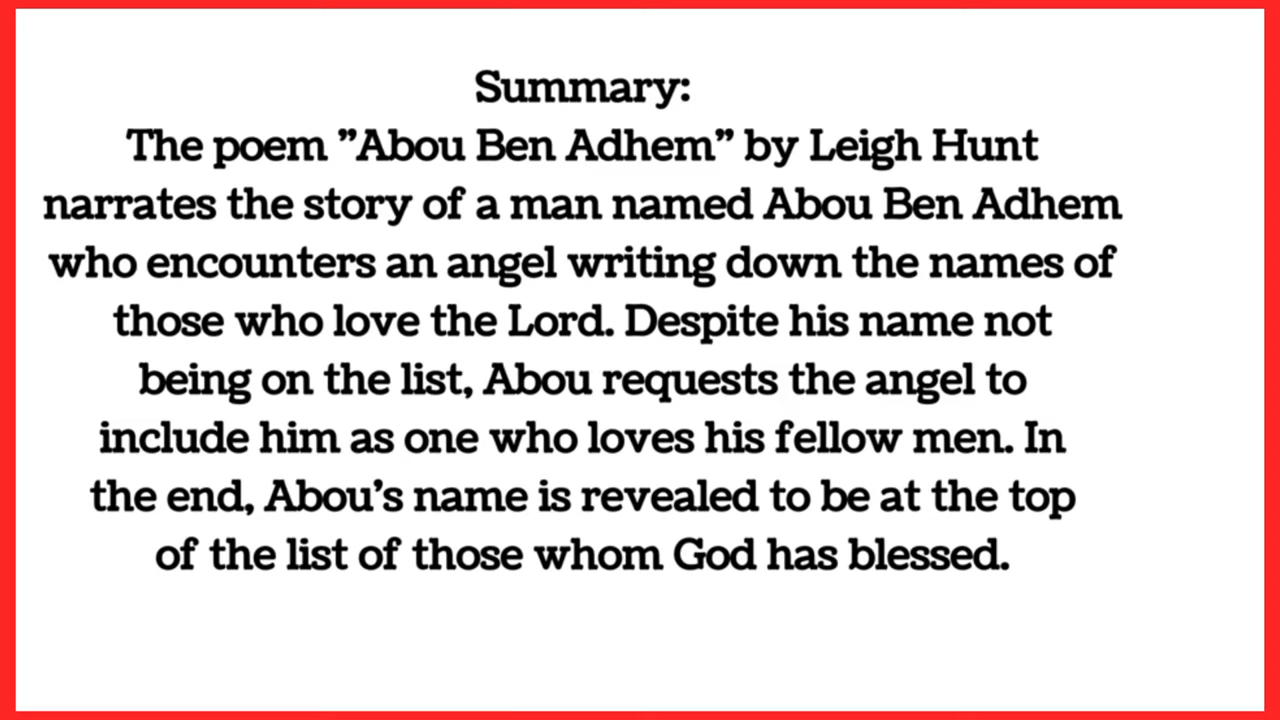 Summary:
The poem ”Abou Ben Adhem” by Leigh Hunt
narrates the story of a man named Abou Ben Adhem
who encounters an angel writing down the names of
those who love the Lord. Despite his name not
being on the list, Abou requests the angel to
include him as one who loves his fellow men. In
the end, Abou’s name is revealed to be at the top
of the list of those whom God has blessed.